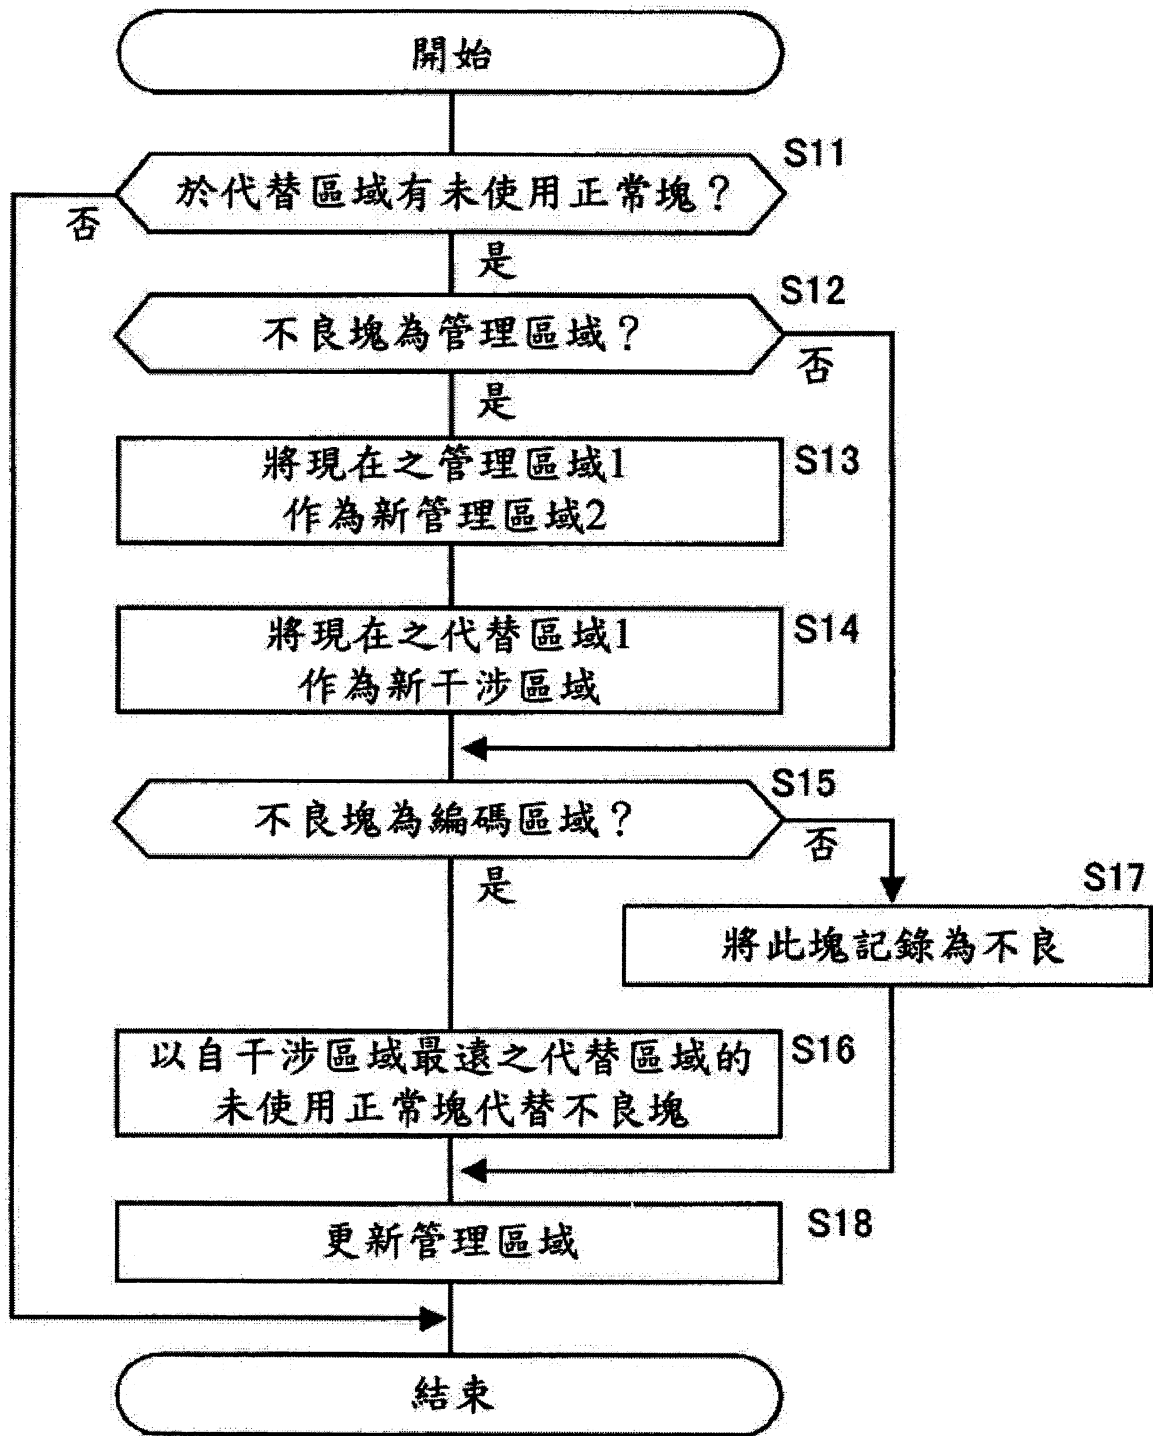 開始
S11
於代替區域有未使用正常塊？
否
是
S12
不良塊為管理區域？
否
是
S13
將現在之管理區域1
作為新管理區域2
S14
將現在之代替區域1
作為新干涉區域
S15
不良塊為編碼區域？
否
是
S17
將此塊記錄為不良
S16
以自干涉區域最遠之代替區域的
未使用正常塊代替不良塊
S18
更新管理區域
結束